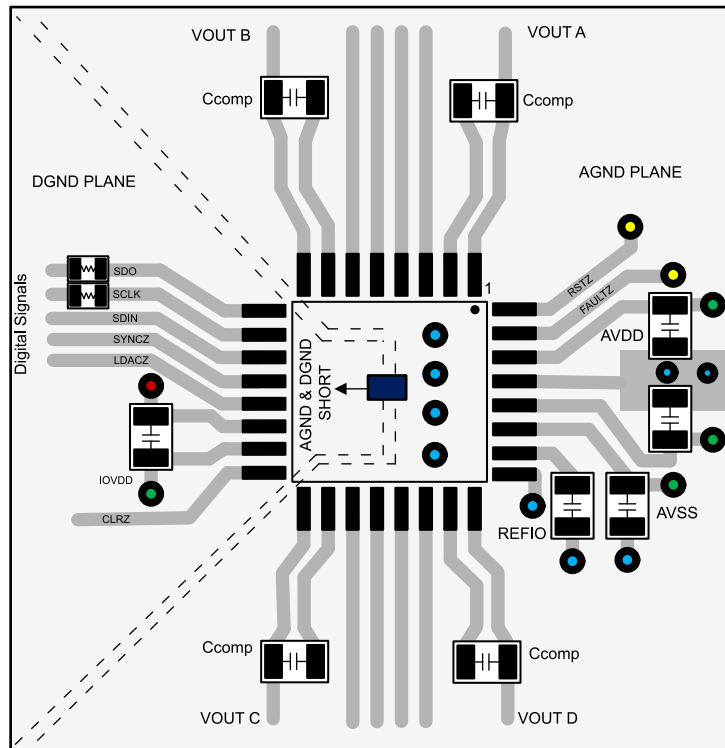 VOUT B
VOUT A
Ccomp
Ccomp
DGND PLANE
AGND PLANE
Digital Signals
SDO
SCLK
SDIN
SYNCZ
LDACZ
IOVDD
CLRZ
1
AGND & DGND
SHORT
RSTZ
FAULTZ
AVDD
REFIO
AVSS
Ccomp
Ccomp
VOUT C
VOUT D